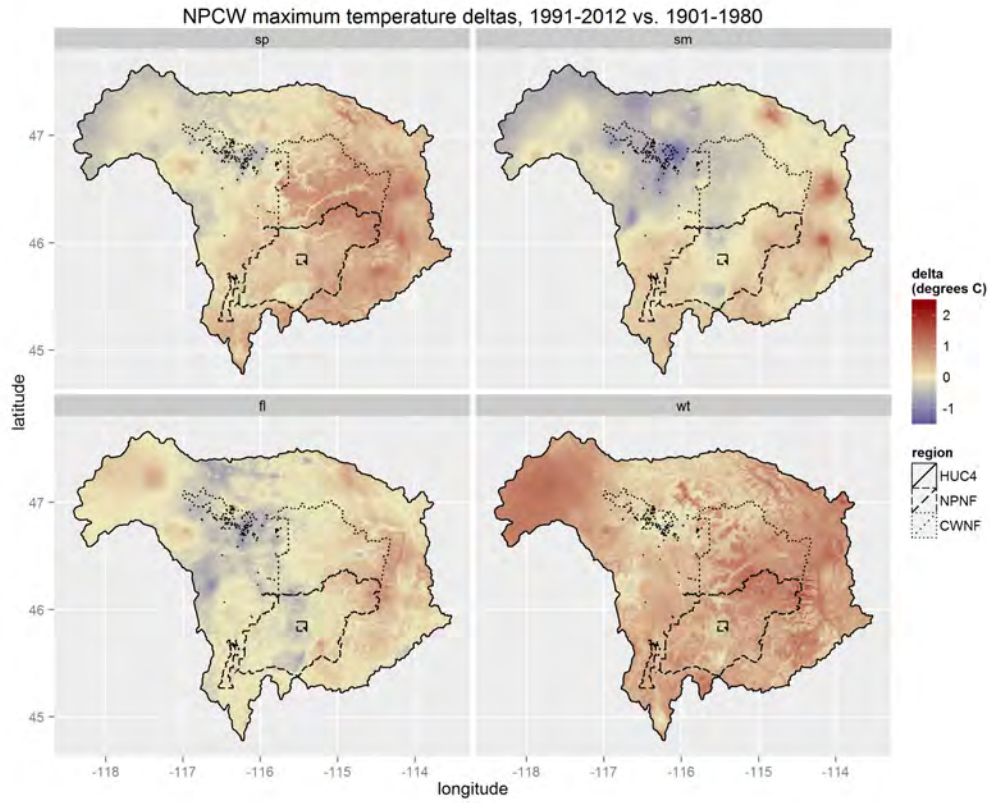 NPCW maximum temperature deltas, 1991-2012 vs. 1901-1980
sp
sm
47
46
45
latitude
fl
wt
47
46
45
-118 -117 -116 -115 -114
-118 -117 -116 -115 -114
longitude
delta
(degrees C)
2
1
0
-1
region
HUC4
NPNF
CWNF